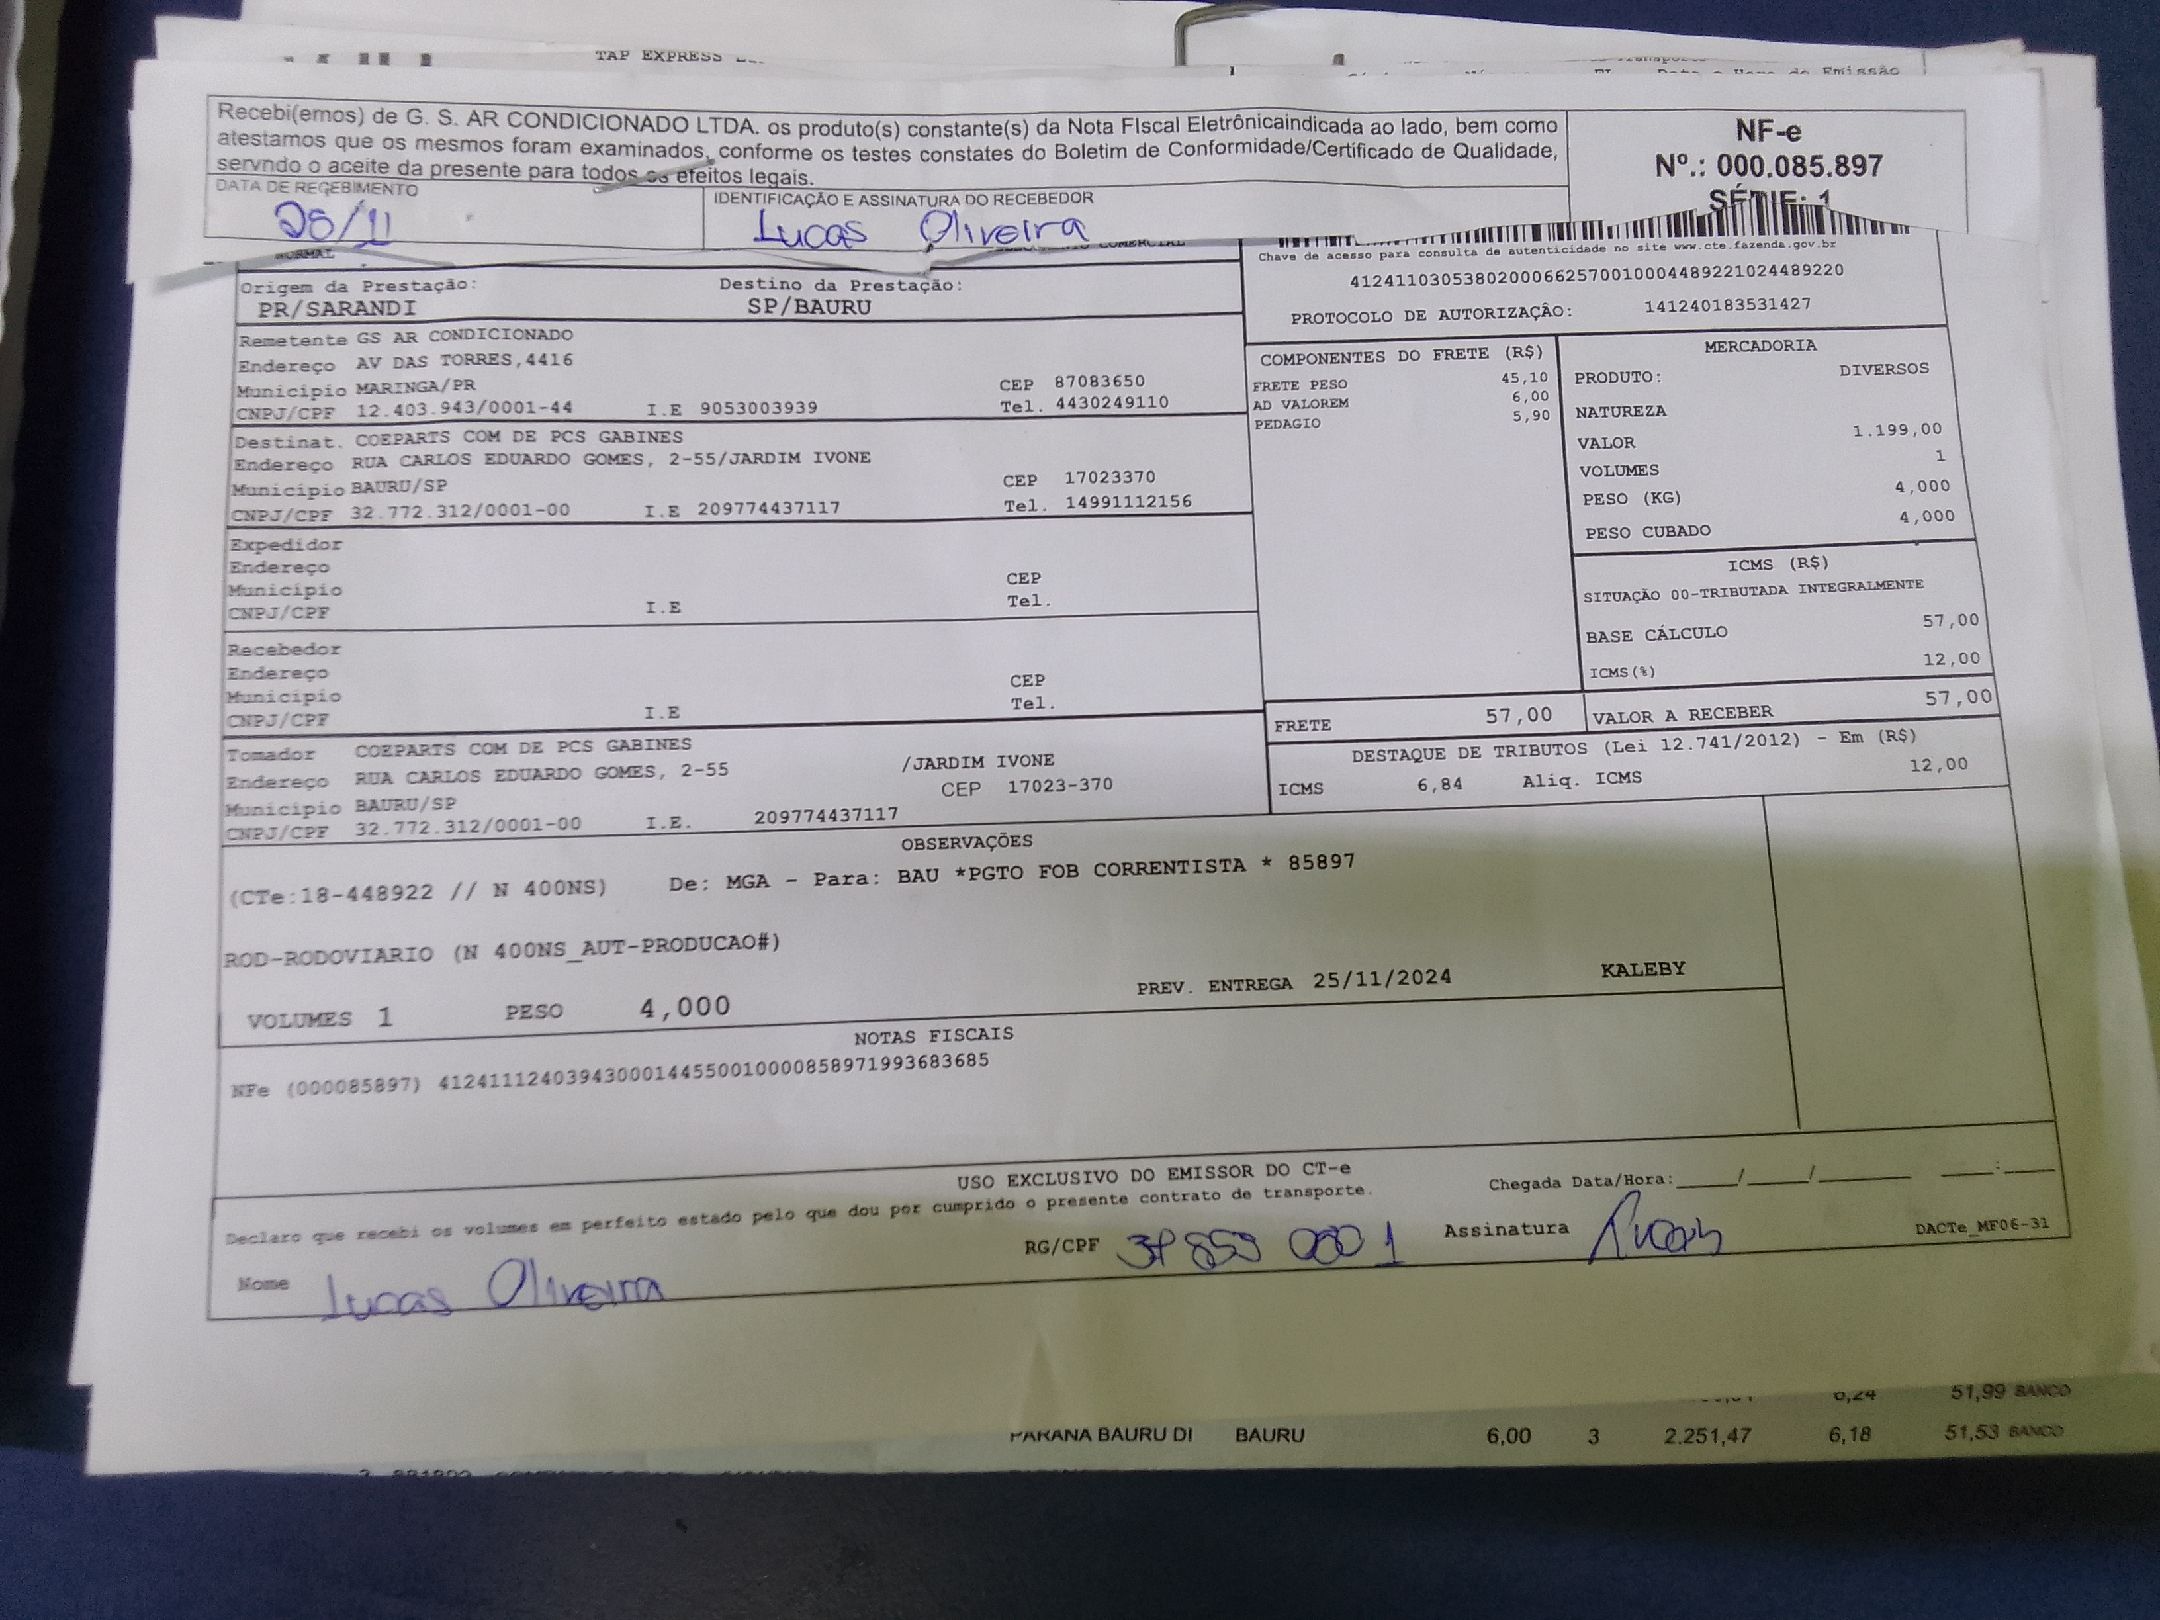 TAP EXPRESS
Recebi(emos) de G. S. AR CONDICIONADO LTDA. os produto(s) constante(s) da Nota FIscal Eletrônicaindicada ao lado, bem como
atestamos que os mesmos foram examinados, conforme os testes constates do Boletim de Conformidade/Certificado de Qualidade,
servndo o aceite da presente para todos os efeitos legais.
NF-e
Nº.: 000.085.897
SÉRIE: 1
DATA DE RECEBIMENTO
IDENTIFICAÇÃO E ASSINATURA DO RECEBEDOR
Lucas Oliveira
NORMAL
Chave de acesso para consulta de autenticidade no site www.cte.fazenda.gov.br
41241103053802000662570010004489221024489220
PROTOCOLO DE AUTORIZAÇÂO: 141240183531427
Origem da Prestação: Destino da Prestação:
PR/SARANDI SP/BAURU
Remetente GS AR CONDICIONADO
Endereço AV DAS TORRES,4416
Município MARINGA/PR CEP 87083650
CNPJ/CPF 12.403.943/0001-44 I.E 9053003939 Tel. 4430249110
Destinat. COEPARTS COM DE PCS GABINES
Endereço RUA CARLOS EDUARDO GOMES, 2-55/JARDIM IVONE
Município BAURU/SP CEP 17023370
CNPJ/CPF 32.772.312/0001-00 I.E 209774437117 Tel. 14991112156
Expedidor
Endereço
Município CEP
CNPJ/CPF I.E Tel.
Recebedor
Endereço
Município CEP
CNPJ/CPF I.E Tel.
Tomador COEPARTS COM DE PCS GABINES
Endereço RUA CARLOS EDUARDO GOMES, 2-55 /JARDIM IVONE
Município BAURU/SP CEP 17023-370
CNPJ/CPF 32.772.312/0001-00 I.E. 209774437117
COMPONENTES DO FRETE (R$)
FRETE PESO 45,10
AD VALOREM 6,00
PEDAGIO 5,90
MERCADORIA
PRODUTO: DIVERSOS
NATUREZA
VALOR 1.199,00
VOLUMES 1
PESO (KG) 4,000
PESO CUBADO 4,000
ICMS (R$)
SITUAÇÃO 00-TRIBUTADA INTEGRALMENTE
BASE CÁLCULO 57,00
ICMS(%) 12,00
FRETE 57,00 VALOR A RECEBER 57,00
DESTAQUE DE TRIBUTOS (Lei 12.741/2012) - Em (R$)
ICMS 6,84 Aliq. ICMS 12,00
OBSERVAÇÕES
(CTe:18-448922 // N 400NS) De: MGA - Para: BAU *PGTO FOB CORRENTISTA * 85897
ROD-RODOVIARIO (N 400NS_AUT-PRODUCAO#)
PREV. ENTREGA 25/11/2024 KALEBY
VOLUMES 1 PESO 4,000
NOTAS FISCAIS
NFe (000085897) 41241112403943000144550010000858971993683685
USO EXCLUSIVO DO EMISSOR DO CT-e
Declaro que recebi os volumes em perfeito estado pelo que dou por cumprido o presente contrato de transporte.
Chegada Data/Hora:_____/_____/________ _____:_____
Nome Lucas Oliveira RG/CPF Assinatura Lucas DACTe_MF06-31
6,24 51,99 BANCO
PARANA BAURU DI BAURU 6,00 3 2.251,47 6,18 51,53 BANCO